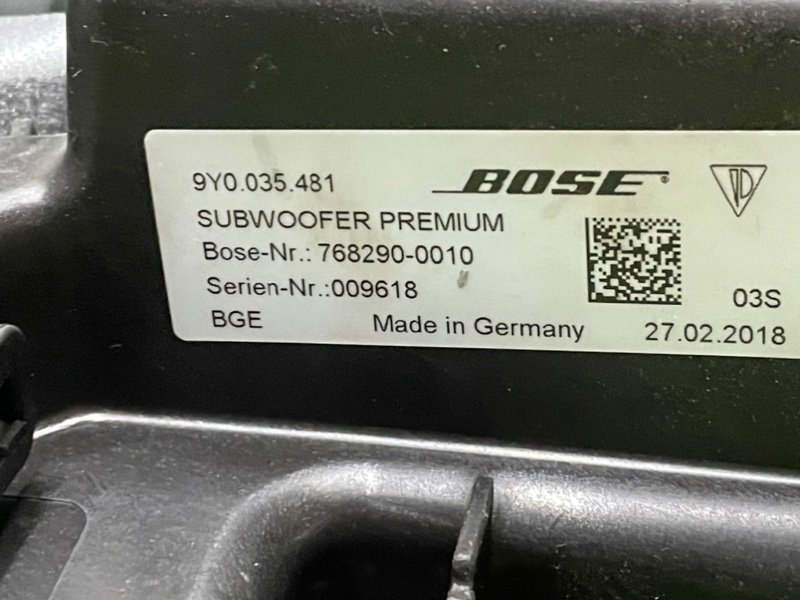 9Y0.035.481
BOSE®
SUBWOOFER PREMIUM
Bose-Nr.: 768290-0010
Serien-Nr.:009618
03S
BGE
Made in Germany
27.02.2018